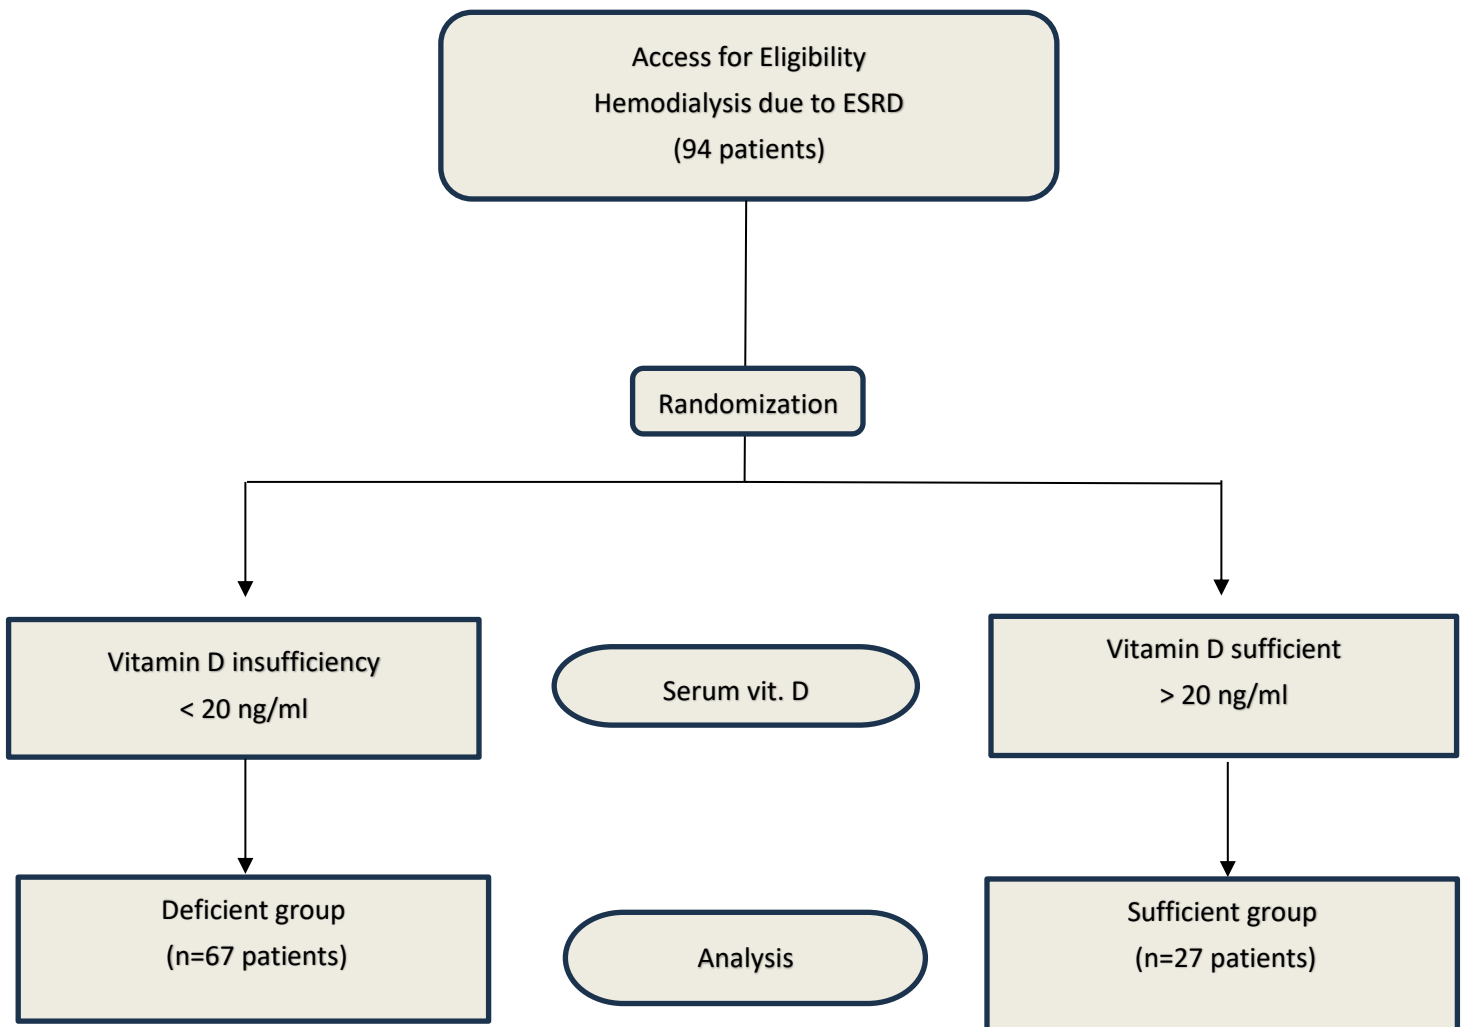 Access for Eligibility
Hemodialysis due to ESRD
(94 patients)
Randomization
Vitamin D insufficiency
< 20 ng/ml
Serum vit. D
Vitamin D sufficient
> 20 ng/ml
Deficient group
(n=67 patients)
Analysis
Sufficient group
(n=27 patients)